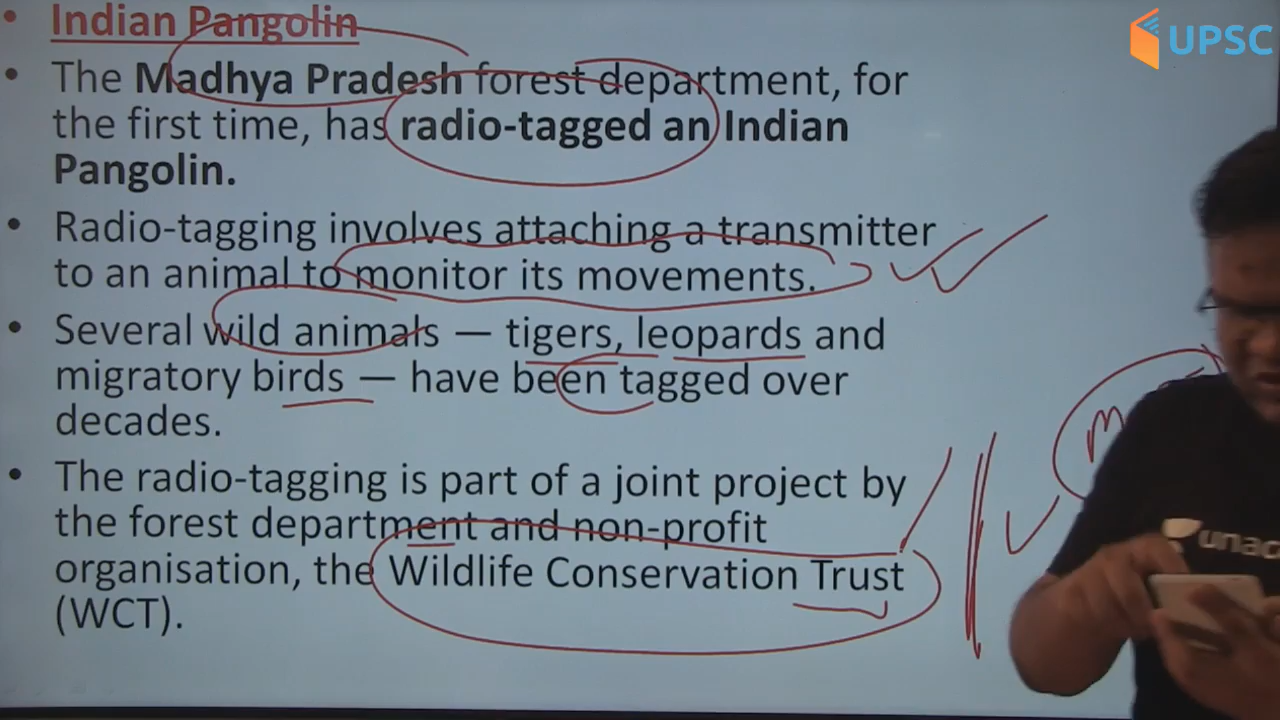 Indian Pangolin
UPSC
• The Madhya Pradesh forest department, for
the first time, has radio-tagged an Indian
Pangolin.
• Radio-tagging involves attaching a transmitter
to an animal to monitor its movements.
• Several wild animals — tigers, leopards and
migratory birds — have been tagged over
decades.
• The radio-tagging is part of a joint project by
the forest department and non-profit
organisation, the Wildlife Conservation Trust
(WCT).
unac